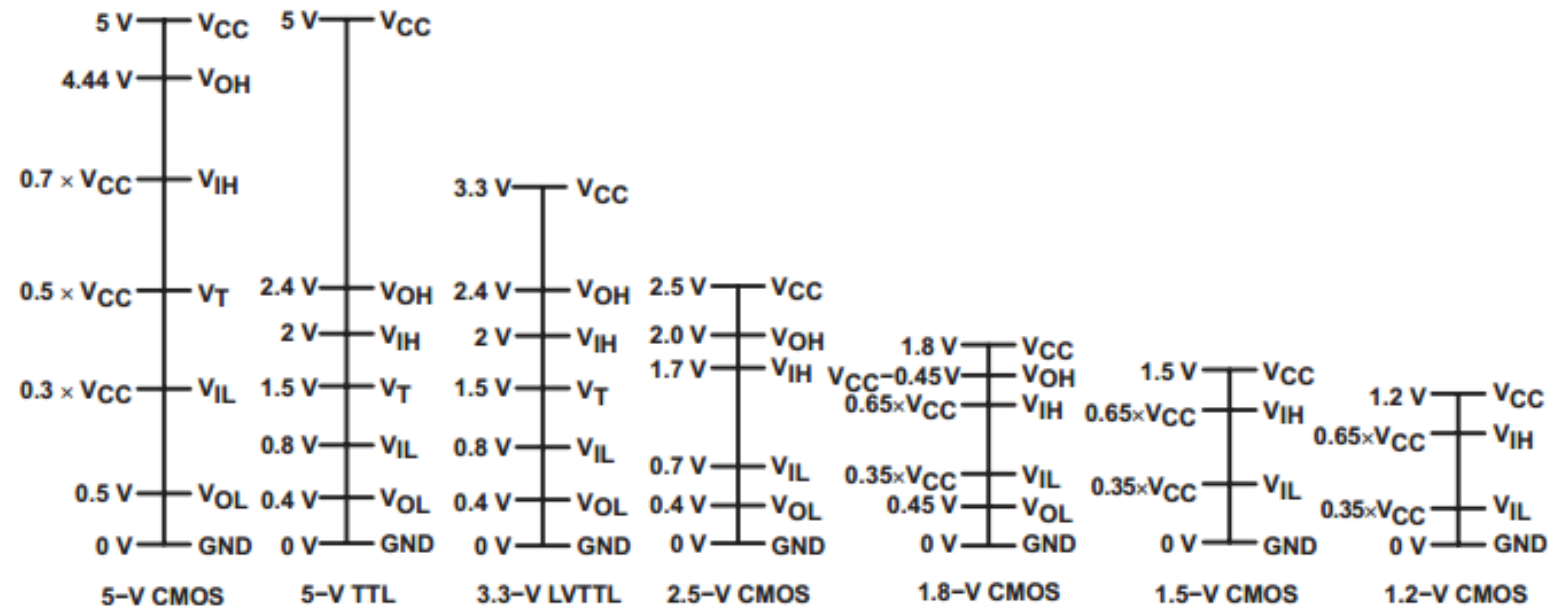 5 V VCC
4.44 V VOH
0.7 × VCC VIH
0.5 × VCC VT
0.3 × VCC VIL
0.5 V VOL
0 V GND
5−V CMOS
5 V VCC
2.4 V VOH
2 V VIH
1.5 V VT
0.8 V VIL
0.4 V VOL
0 V GND
5−V TTL
3.3 V VCC
2.4 V VOH
2 V VIH
1.5 V VT
0.8 V VIL
0.4 V VOL
0 V GND
3.3−V LVTTL
2.5 V VCC
2.0 V VOH
1.7 V VIH
0.7 V VIL
0.4 V VOL
0 V GND
2.5−V CMOS
1.8 V VCC
VCC−0.45V VOH
0.65×VCC VIH
0.35×VCC VIL
0.45 V VOL
0 V GND
1.8−V CMOS
1.5 V VCC
0.65×VCC VIH
0.35×VCC VIL
0 V GND
1.5−V CMOS
1.2 V VCC
0.65×VCC VIH
0.35×VCC VIL
0 V GND
1.2−V CMOS